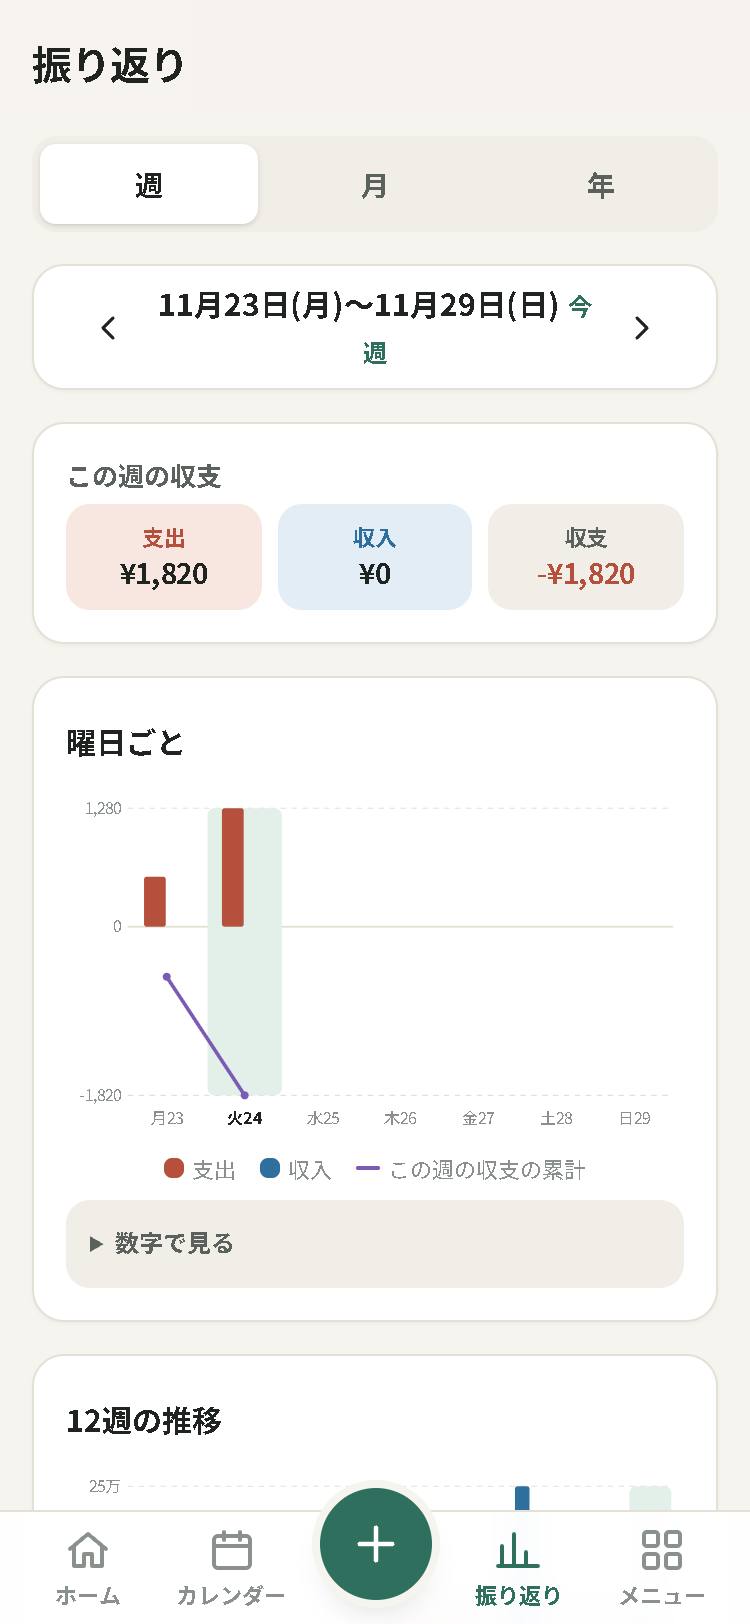 振り返り
週 月 年
11月23日(月)〜11月29日(日) 今
週
この週の収支
支出 収入 収支
¥1,820 ¥0 -¥1,820
曜日ごと
1,280
0
-1,820
月23 火24 水25 木26 金27 土28 日29
支出 収入 この週の収支の累計
▶ 数字で見る
12週の推移
25万
ホーム カレンダー 振り返り メニュー